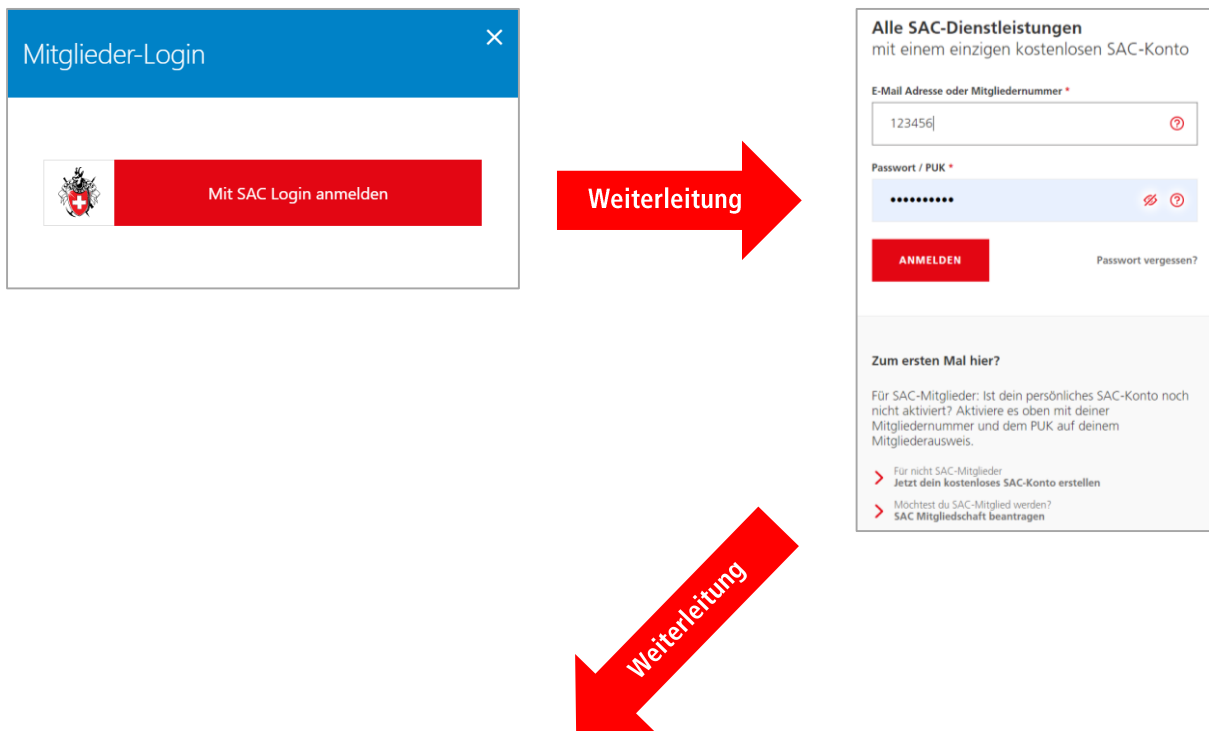 Mitglieder-Login
Mit SAC Login anmelden
Weiterleitung
Alle SAC-Dienstleistungen
mit einem einzigen kostenlosen SAC-Konto
E-Mail Adresse oder Mitgliedernummer *
123456
Passwort / PUK *
••••••••••
ANMELDEN
Passwort vergessen?
Zum ersten Mal hier?
Für SAC-Mitglieder: Ist dein persönliches SAC-Konto noch
nicht aktiviert? Aktiviere es oben mit deiner
Mitgliedernummer und dem PUK auf deinem
Mitgliederausweis.
Für nicht SAC-Mitglieder
Jetzt dein kostenloses SAC-Konto erstellen
Möchtest du SAC-Mitglied werden?
SAC Mitgliedschaft beantragen
Weiterleitung